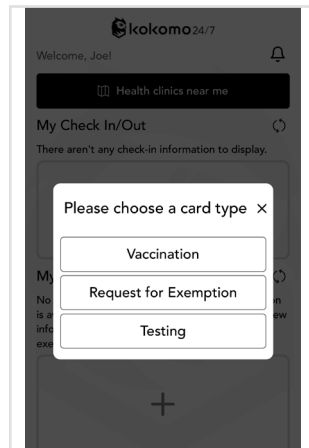 kokomo24/7
Welcome, Joe!
Health clinics near me
My Check In/Out
There aren't any check-in information to display.
Please choose a card type ×
Vaccination
Request for Exemption
Testing
My
No
is a
info
exe